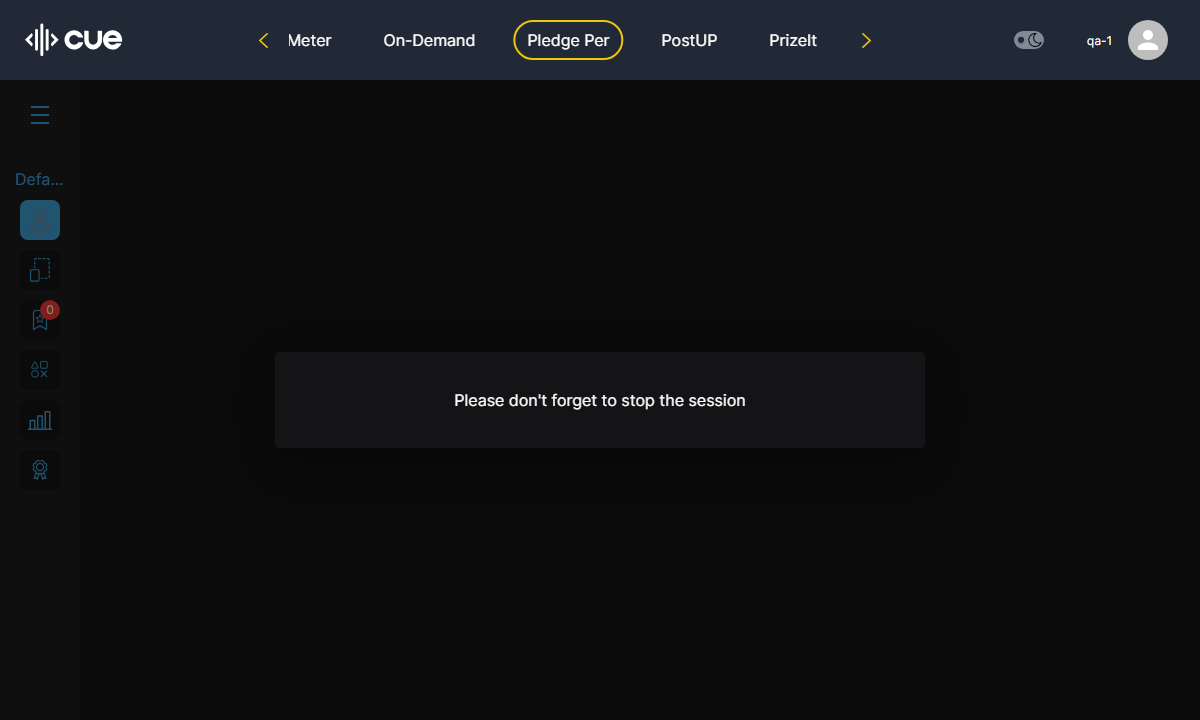 cue
Meter
On-Demand
Pledge Per
PostUP
PrizeIt
qa-1
Defa...
0
Please don't forget to stop the session